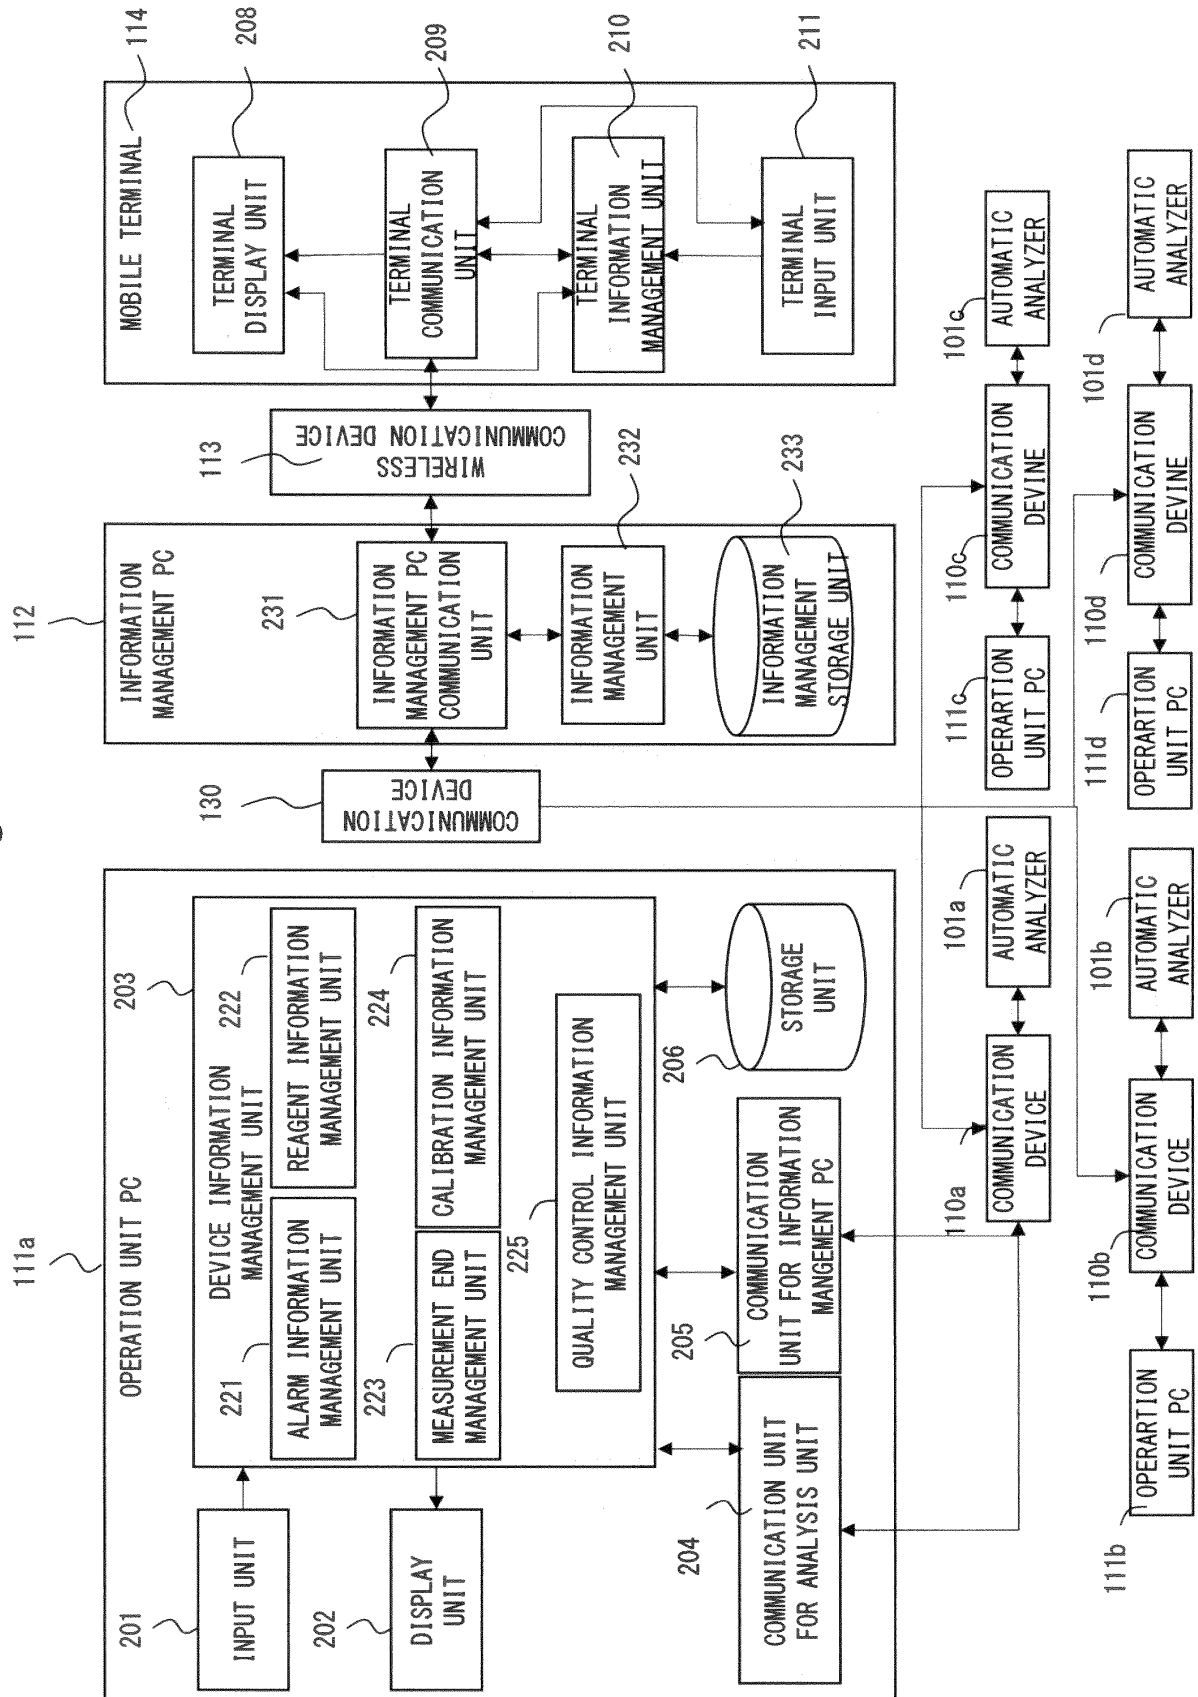 111a
OPERATION UNIT PC
201
INPUT UNIT
202
DISPLAY
UNIT
203
DEVICE INFORMATION
MANAGEMENT UNIT
221
ALARM INFORMATION
MANAGEMENT UNIT
222
REAGENT INFORMATION
MANAGEMENT UNIT
223
MEASUREMENT END
MANAGEMENT UNIT
224
CALIBRATION INFORMATION
MANAGEMENT UNIT
225
QUALITY CONTROL INFORMATION
MANAGEMENT UNIT
204
COMMUNICATION UNIT
FOR ANALYSIS UNIT
205
COMMUNICATION
UNIT FOR INFORMATION
MANGEMENT PC
206
STORAGE
UNIT
130
COMMUNICATION
DEVICE
112
INFORMATION
MANAGEMENT PC
231
INFORMATION
MANAGEMENT PC
COMMUNICATION
UNIT
232
INFORMATION
MANAGEMENT
UNIT
233
INFORMATION
MANAGEMENT
STORAGE UNIT
113
WIRELESS
COMMUNICATION DEVICE
114
MOBILE TERMINAL
208
TERMINAL
DISPLAY UNIT
209
TERMINAL
COMMUNICATION
UNIT
210
TERMINAL
INFORMATION
MANAGEMENT UNIT
211
TERMINAL
INPUT UNIT
110a
COMMUNICATION
DEVICE
101a
AUTOMATIC
ANALYZER
111c
OPERARTION
UNIT PC
110c
COMMUNICATION
DEVINE
101c
AUTOMATIC
ANALYZER
111b
OPERARTION
UNIT PC
110b
COMMUNICATION
DEVICE
101b
AUTOMATIC
ANALYZER
111d
OPERARTION
UNIT PC
110d
COMMUNICATION
DEVINE
101d
AUTOMATIC
ANALYZER